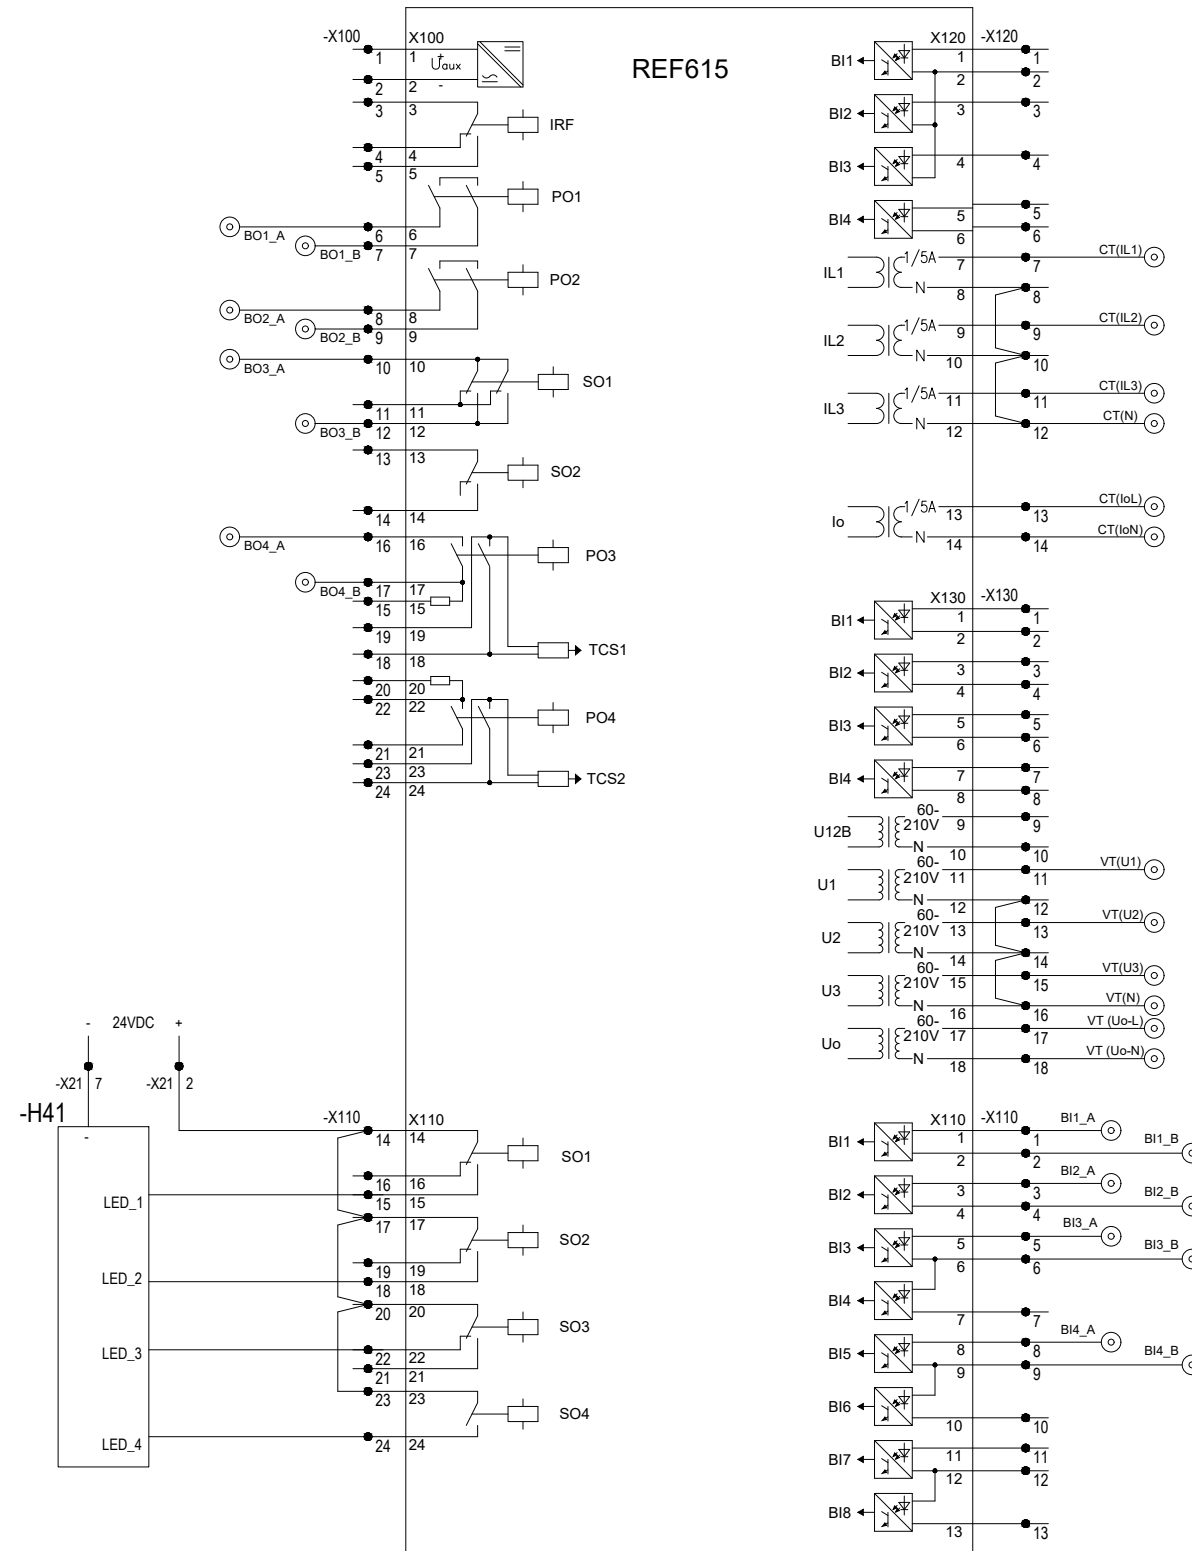 REF615
-X100 X100
1 1 U+aux
2 2 -
3 3
IRF
4 4
5 5
PO1
BO1_A 6 6
BO1_B 7 7
PO2
BO2_A 8 8
BO2_B 9 9
BO3_A 10 10
SO1
11 11
BO3_B 12 12
13 13
SO2
14 14
BO4_A 16 16
PO3
BO4_B 17 17
15 15
19 19
TCS1
18 18
20 20
22 22
PO4
21 21
23 23
TCS2
24 24
- 24VDC +
-X21 7 -X21 2
-H41
-
LED_1
LED_2
LED_3
LED_4
-X110 X110
14 14
SO1
16 16
15 15
17 17
SO2
19 19
18 18
20 20
SO3
22 22
21 21
23 23
SO4
24 24
X120 -X120
BI1 1 1
2 2
BI2 3 3
BI3 4 4
BI4 5 5
6 6
IL1 1/5A 7 7 CT(IL1)
N 8 8
IL2 1/5A 9 9 CT(IL2)
N 10 10
IL3 1/5A 11 11 CT(IL3)
N 12 12 CT(N)
Io 1/5A 13 13 CT(IoL)
N 14 14 CT(IoN)
X130 -X130
BI1 1 1
2 2
BI2 3 3
4 4
BI3 5 5
6 6
BI4 7 7
8 8
U12B 60-210V 9 9
N 10 10
U1 60-210V 11 11 VT(U1)
N 12 12
U2 60-210V 13 13 VT(U2)
N 14 14
U3 60-210V 15 15 VT(U3)
N 16 16 VT(N)
Uo 60-210V 17 17 VT (Uo-L)
N 18 18 VT (Uo-N)
X110 -X110
BI1 1 1 BI1_A
2 2 BI1_B
BI2 3 3 BI2_A
4 4 BI2_B
BI3 5 5 BI3_A
6 6 BI3_B
BI4 7 7
BI5 8 8 BI4_A
9 9 BI4_B
BI6 10 10
BI7 11 11
12 12
BI8 13 13